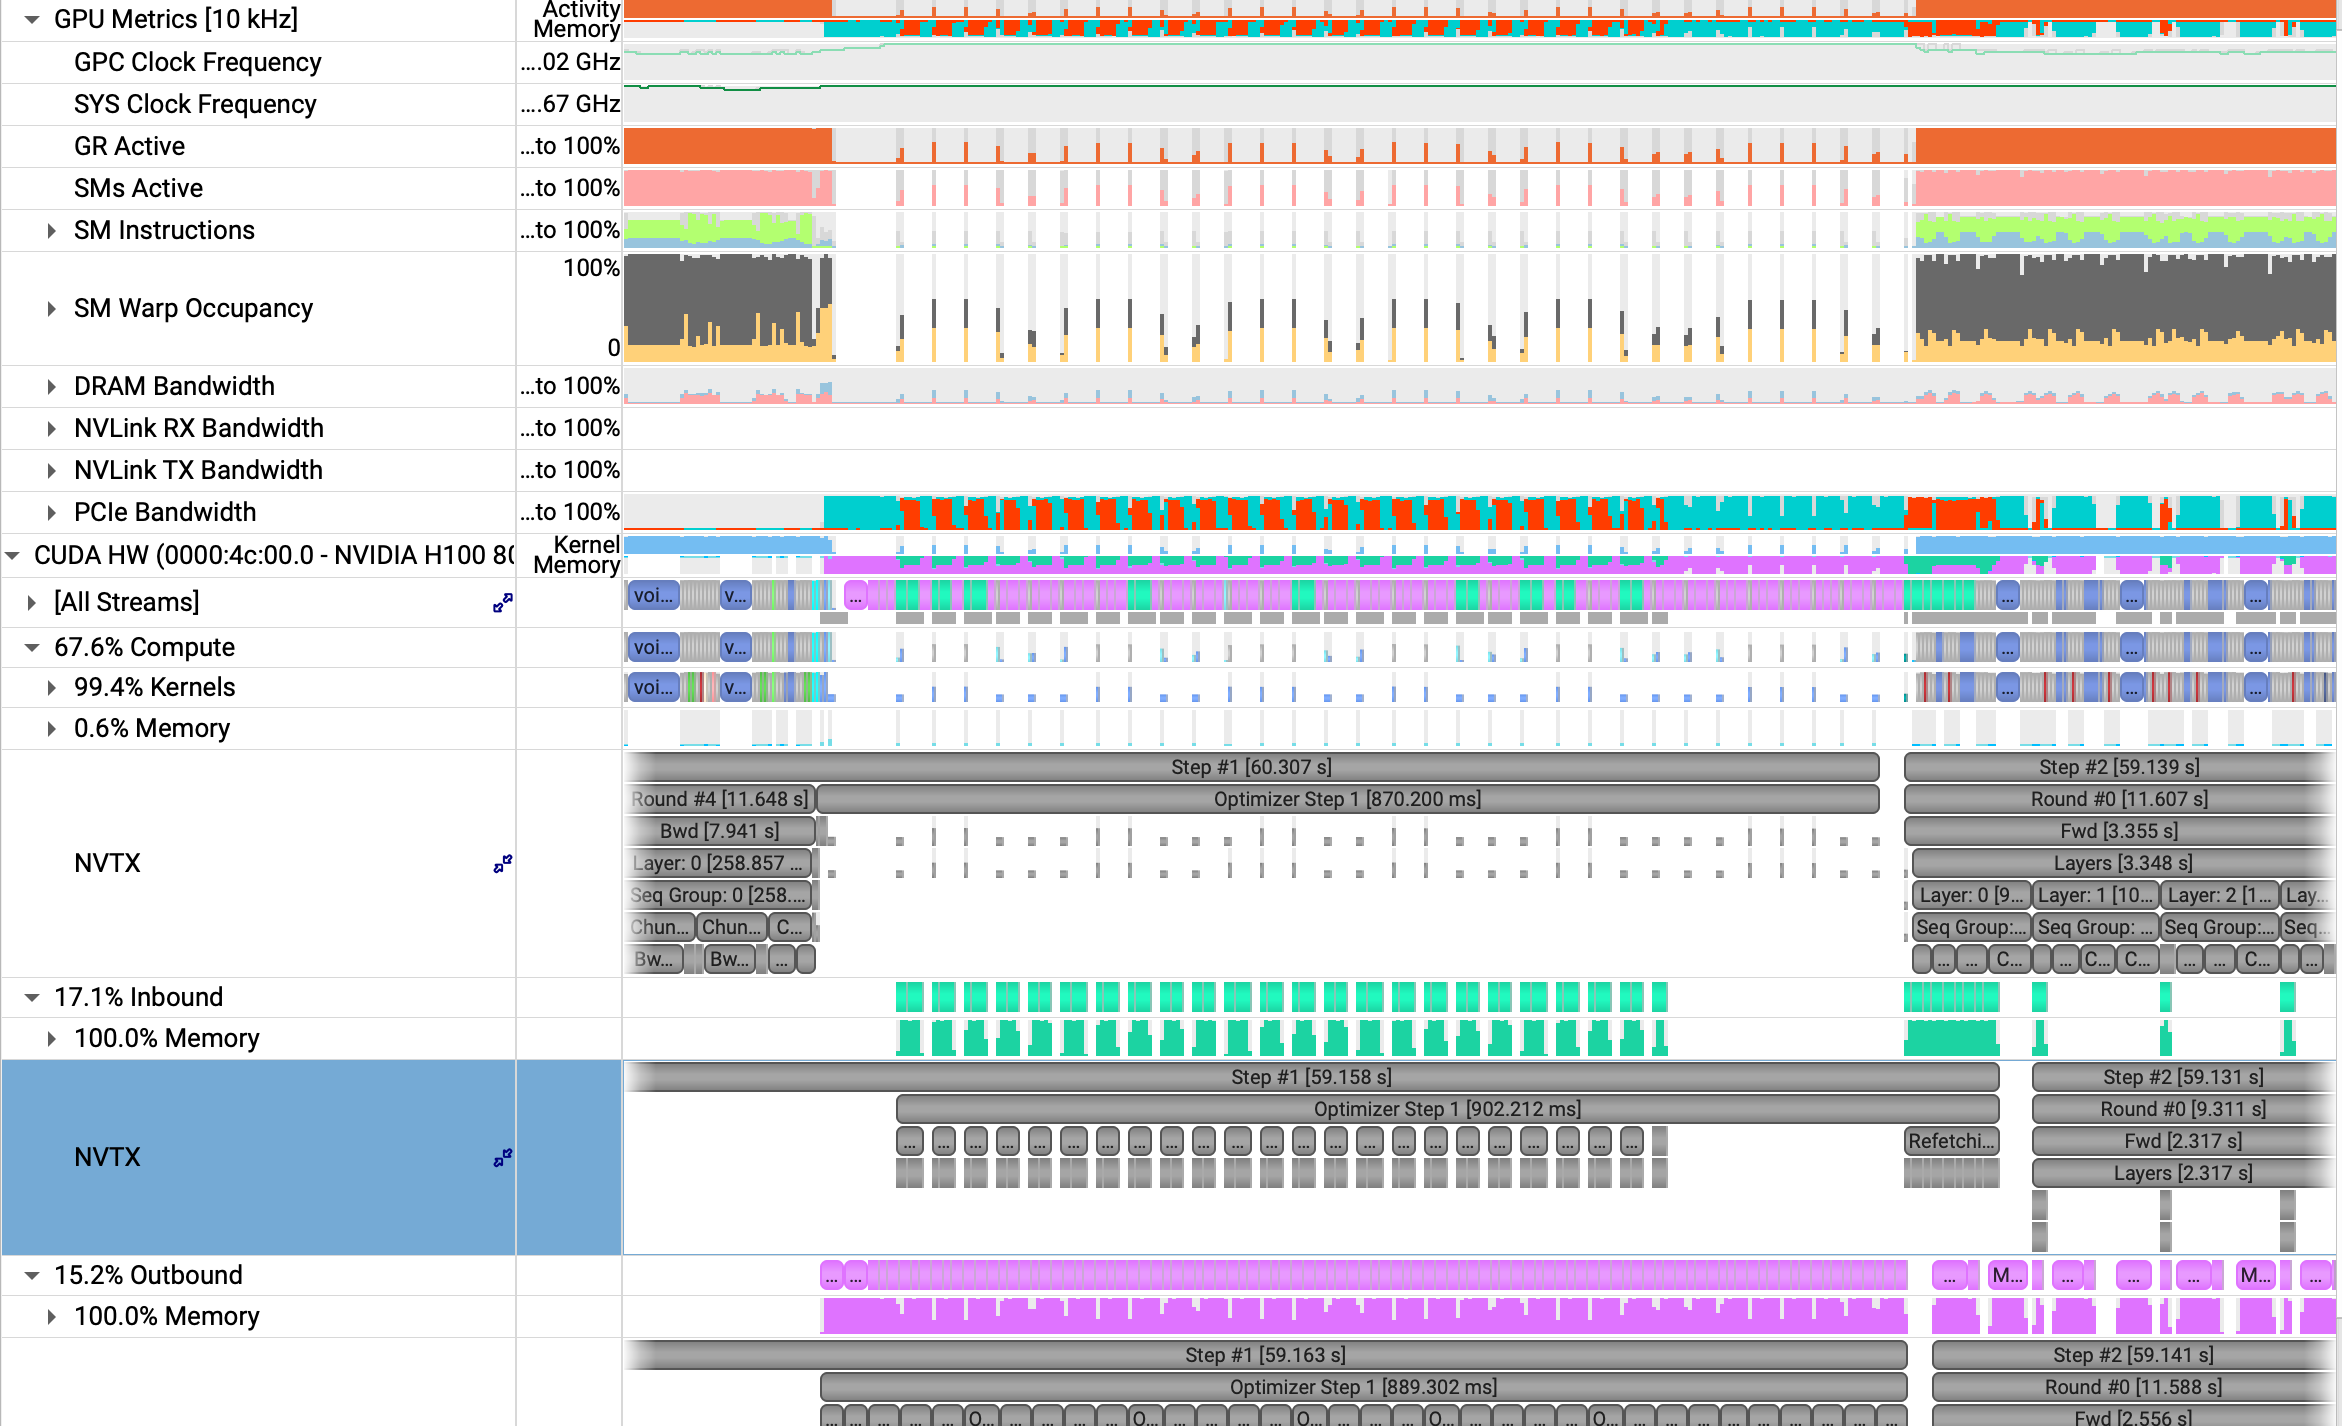 GPU Metrics [10 kHz]
Activity
Memory
GPC Clock Frequency
....02 GHz
SYS Clock Frequency
....67 GHz
GR Active
...to 100%
SMs Active
...to 100%
SM Instructions
...to 100%
SM Warp Occupancy
100%
0
DRAM Bandwidth
...to 100%
NVLink RX Bandwidth
...to 100%
NVLink TX Bandwidth
...to 100%
PCIe Bandwidth
...to 100%
CUDA HW (0000:4c:00.0 - NVIDIA H100 80
Kernel
Memory
[All Streams]
voi... v... ... ... ... ...
67.6% Compute
voi... v... ... ... ...
99.4% Kernels
voi... v... ... ... ...
0.6% Memory
NVTX
Step #1 [60.307 s] Step #2 [59.139 s]
Round #4 [11.648 s] Optimizer Step 1 [870.200 ms] Round #0 [11.607 s]
Bwd [7.941 s] Fwd [3.355 s]
Layer: 0 [258.857 ... Layers [3.348 s]
Seq Group: 0 [258.... Layer: 0 [9... Layer: 1 [10... Layer: 2 [1... Lay...
Chun... Chun... C... Seq Group:... Seq Group: ... Seq Group:... Seq...
Bw... Bw... ... ... ... C... ... C... C... ... ... C... ...
17.1% Inbound
100.0% Memory
NVTX
Step #1 [59.158 s] Step #2 [59.131 s]
Optimizer Step 1 [902.212 ms] Round #0 [9.311 s]
... ... ... ... ... ... ... ... ... ... ... ... ... ... ... ... ... ... ... ... ... ... ... Refetchi... Fwd [2.317 s]
Layers [2.317 s]
15.2% Outbound
... ... ... M... ... ... ... M... ...
100.0% Memory
Step #1 [59.163 s] Step #2 [59.141 s]
Optimizer Step 1 [889.302 ms] Round #0 [11.588 s]
... ... ... ... ... O... ... ... ... ... O... ... ... ... ... O... ... ... ... O... ... ... ... ... O... ... ... ... ... ... ... ... ... ... Fwd [2.556 s]